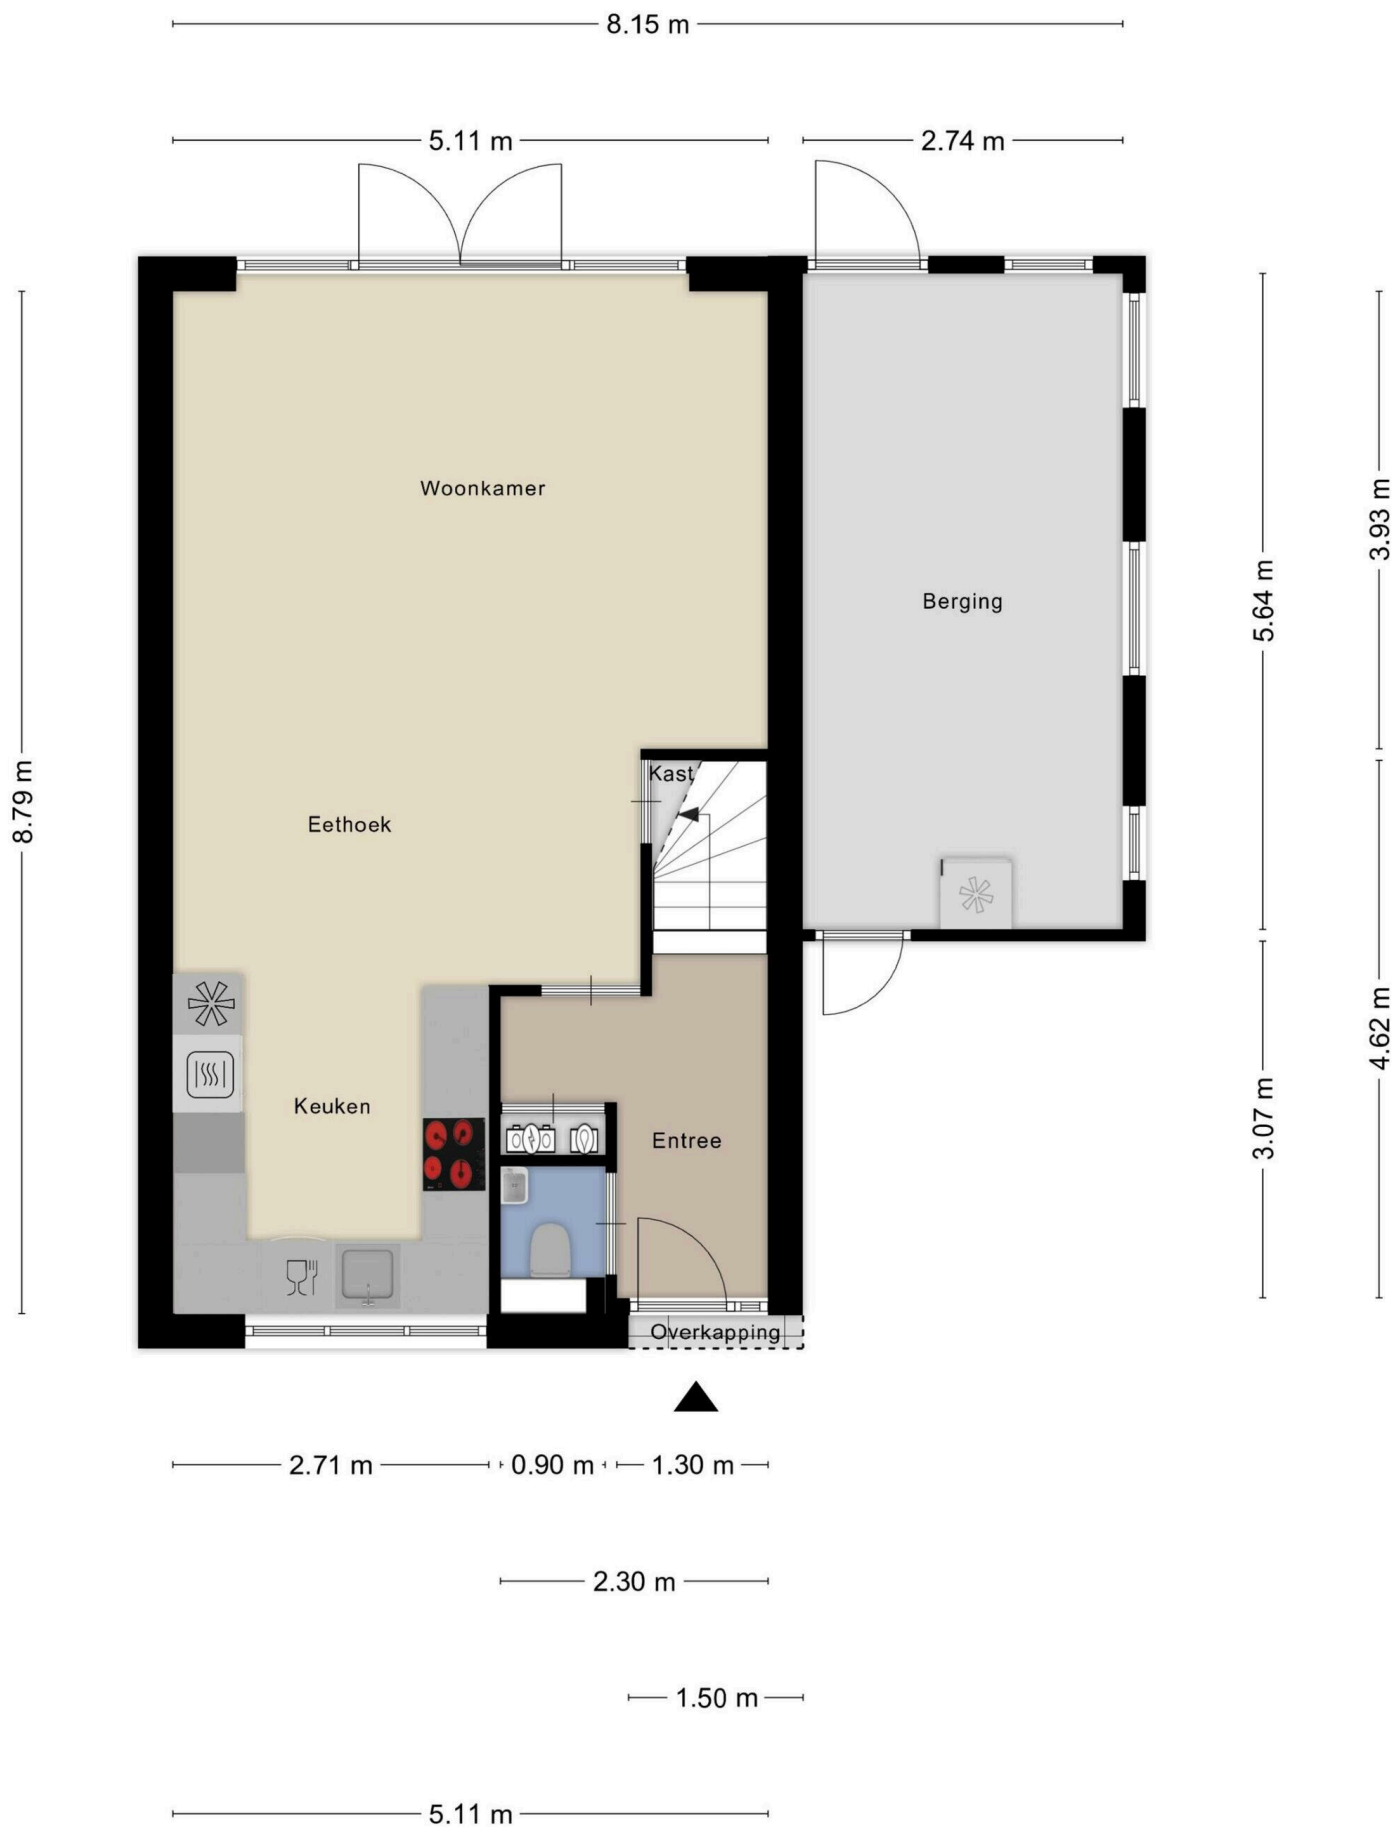 8.15 m
5.11 m
2.74 m
Woonkamer
3.93 m
Berging
5.64 m
Kast
8.79 m
Eethoek
4.62 m
Keuken
3.07 m
Entree
Overkapping
2.71 m
0.90 m
1.30 m
2.30 m
1.50 m
5.11 m